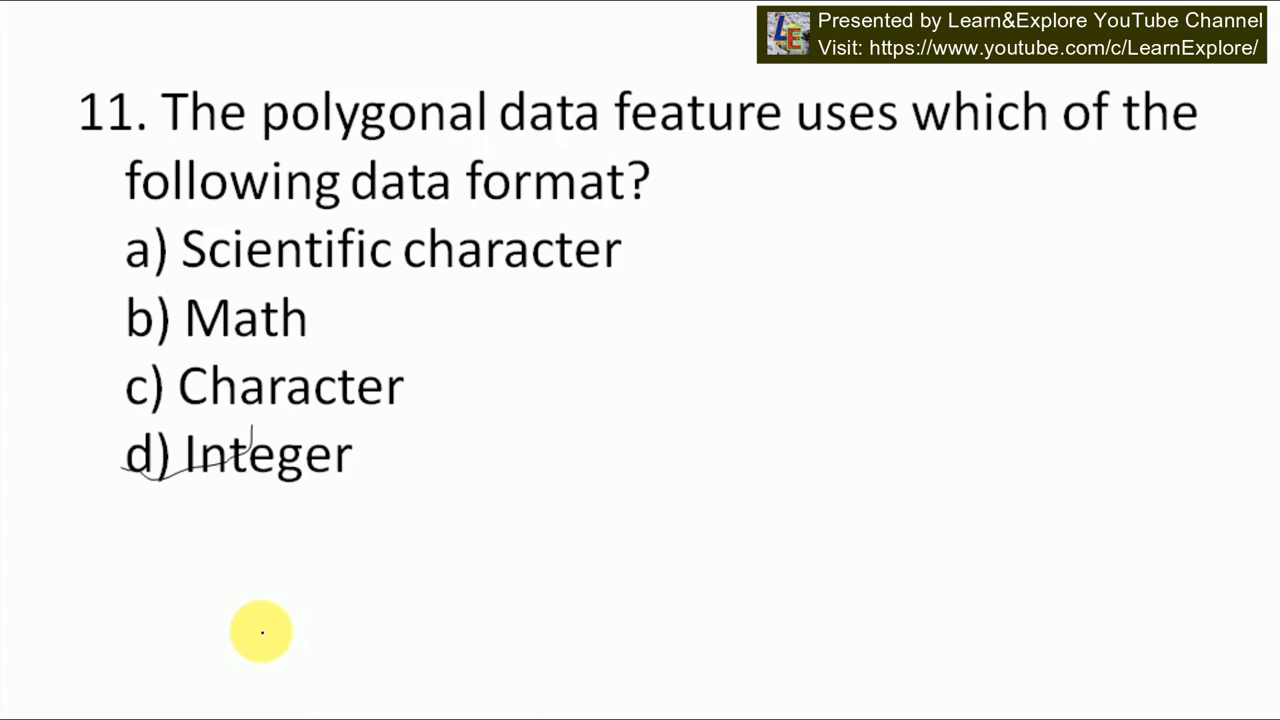 Presented by Learn&Explore YouTube Channel
Visit: https://www.youtube.com/c/LearnExplore/
LE
11. The polygonal data feature uses which of the
following data format?
a) Scientific character
b) Math
c) Character
d) Integer